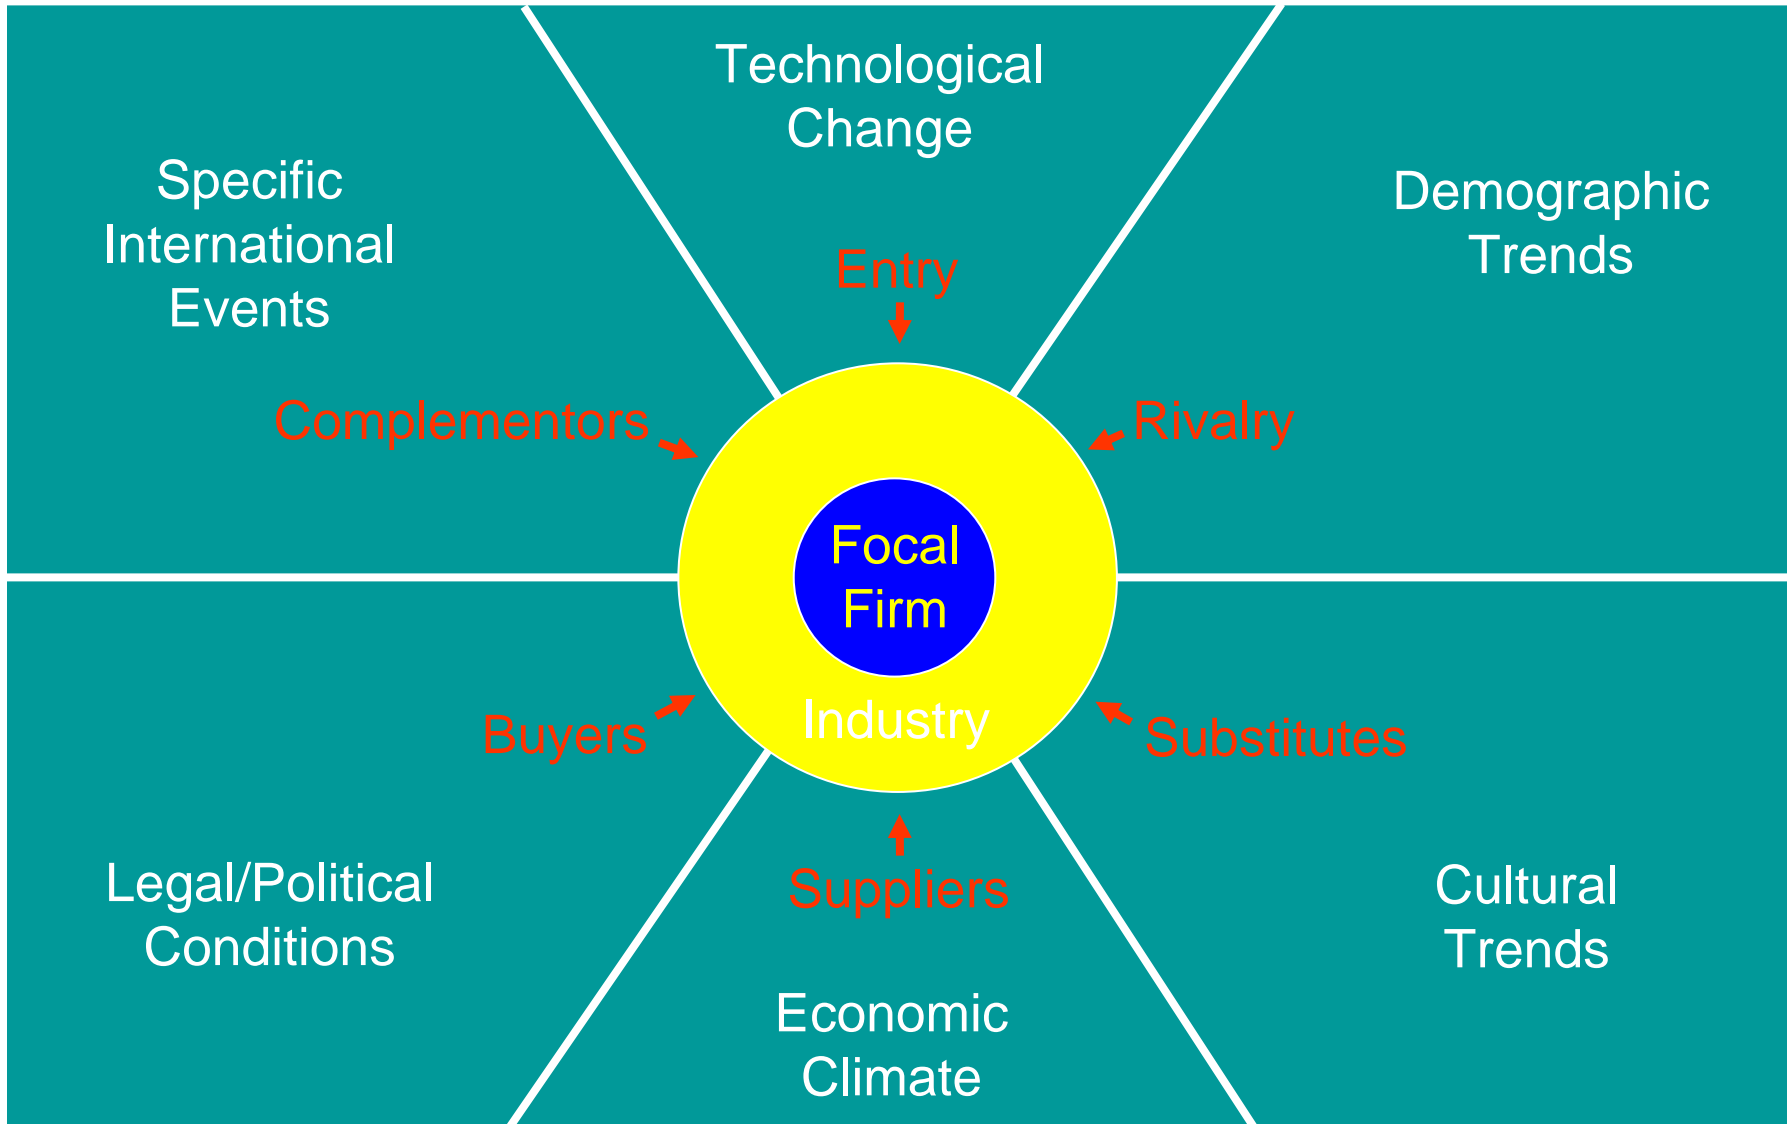 Technological
Change
Specific
International
Events
Demographic
Trends
Entry
Complementors
Rivalry
Focal
Firm
Industry
Buyers
Substitutes
Suppliers
Legal/Political
Conditions
Cultural
Trends
Economic
Climate